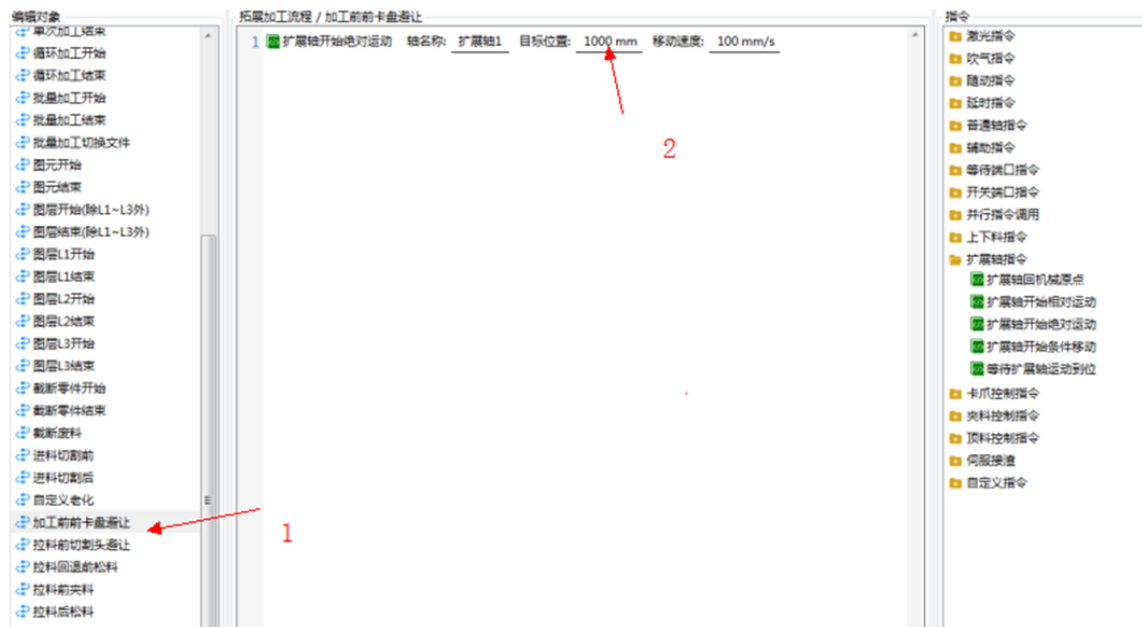 编辑对象
单次加工结束
循环加工开始
循环加工结束
批量加工开始
批量加工结束
批量加工切换文件
图元开始
图元结束
图层开始(除L1~L3外)
图层结束(除L1~L3外)
图层L1开始
图层L1结束
图层L2开始
图层L2结束
图层L3开始
图层L3结束
截断零件开始
截断零件结束
截断废料
进料切割前
进料切割后
自定义老化
加工前前卡盘避让
拉料前切割头避让
拉料回退前松料
拉料前夹料
拉料后松料
拓展加工流程 / 加工前前卡盘避让
1 扩展轴开始绝对运动 轴名称: 扩展轴1 目标位置: 1000 mm 移动速度: 100 mm/s
2
1
指令
激光指令
吹气指令
随动指令
延时指令
普通轴指令
辅助指令
等待端口指令
开关端口指令
并行指令调用
上下料指令
扩展轴指令
扩展轴回机械原点
扩展轴开始相对运动
扩展轴开始绝对运动
扩展轴开始条件移动
等待扩展轴运动到位
卡爪控制指令
夹料控制指令
顶料控制指令
伺服接渣
自定义指令